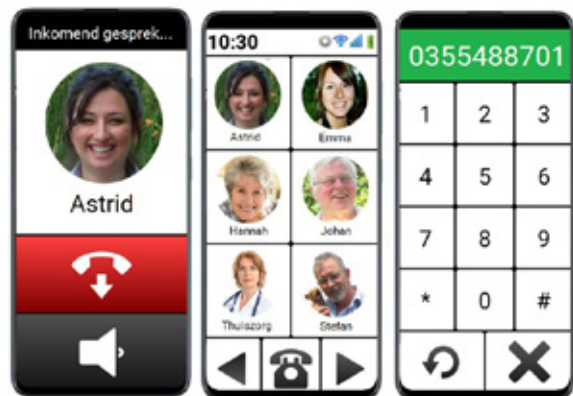 Inkomend gesprek...
Astrid
10:30
Astrid
Emma
Hannah
Johan
Thuiszorg
Stefan
0355488701
1 2 3
4 5 6
7 8 9
* 0 #